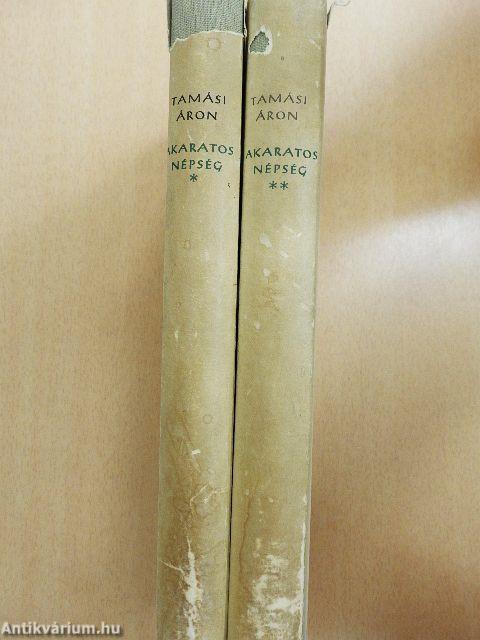 TAMÁSI
ÁRON
AKARATOS
NÉPSÉG
*
TAMÁSI
ÁRON
AKARATOS
NÉPSÉG
**
Antikvárium.hu